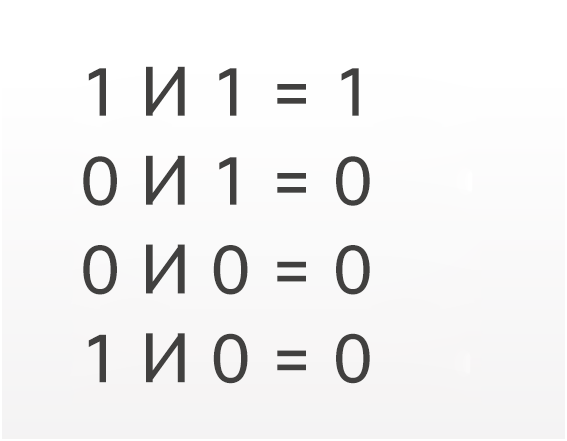 1 И 1 = 1
0 И 1 = 0
0 И 0 = 0
1 И 0 = 0